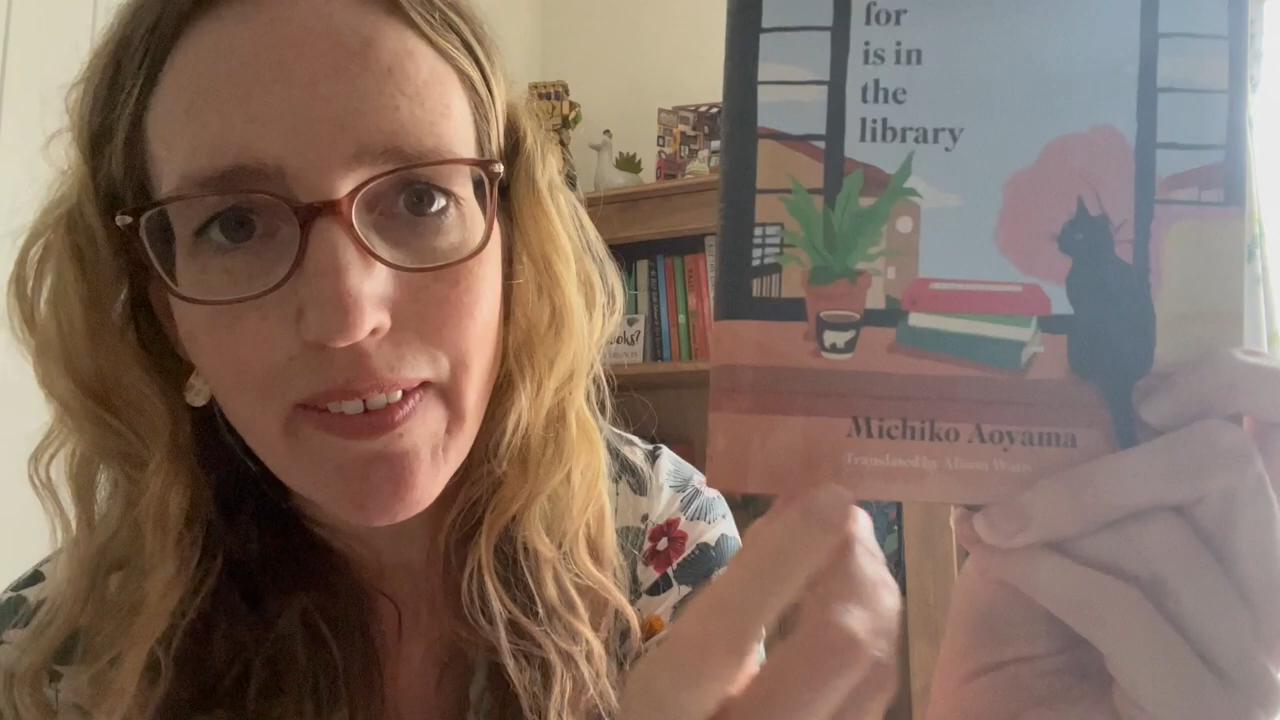 for
is in
the
library
Michiko Aoyama
Translated by Alison Watts